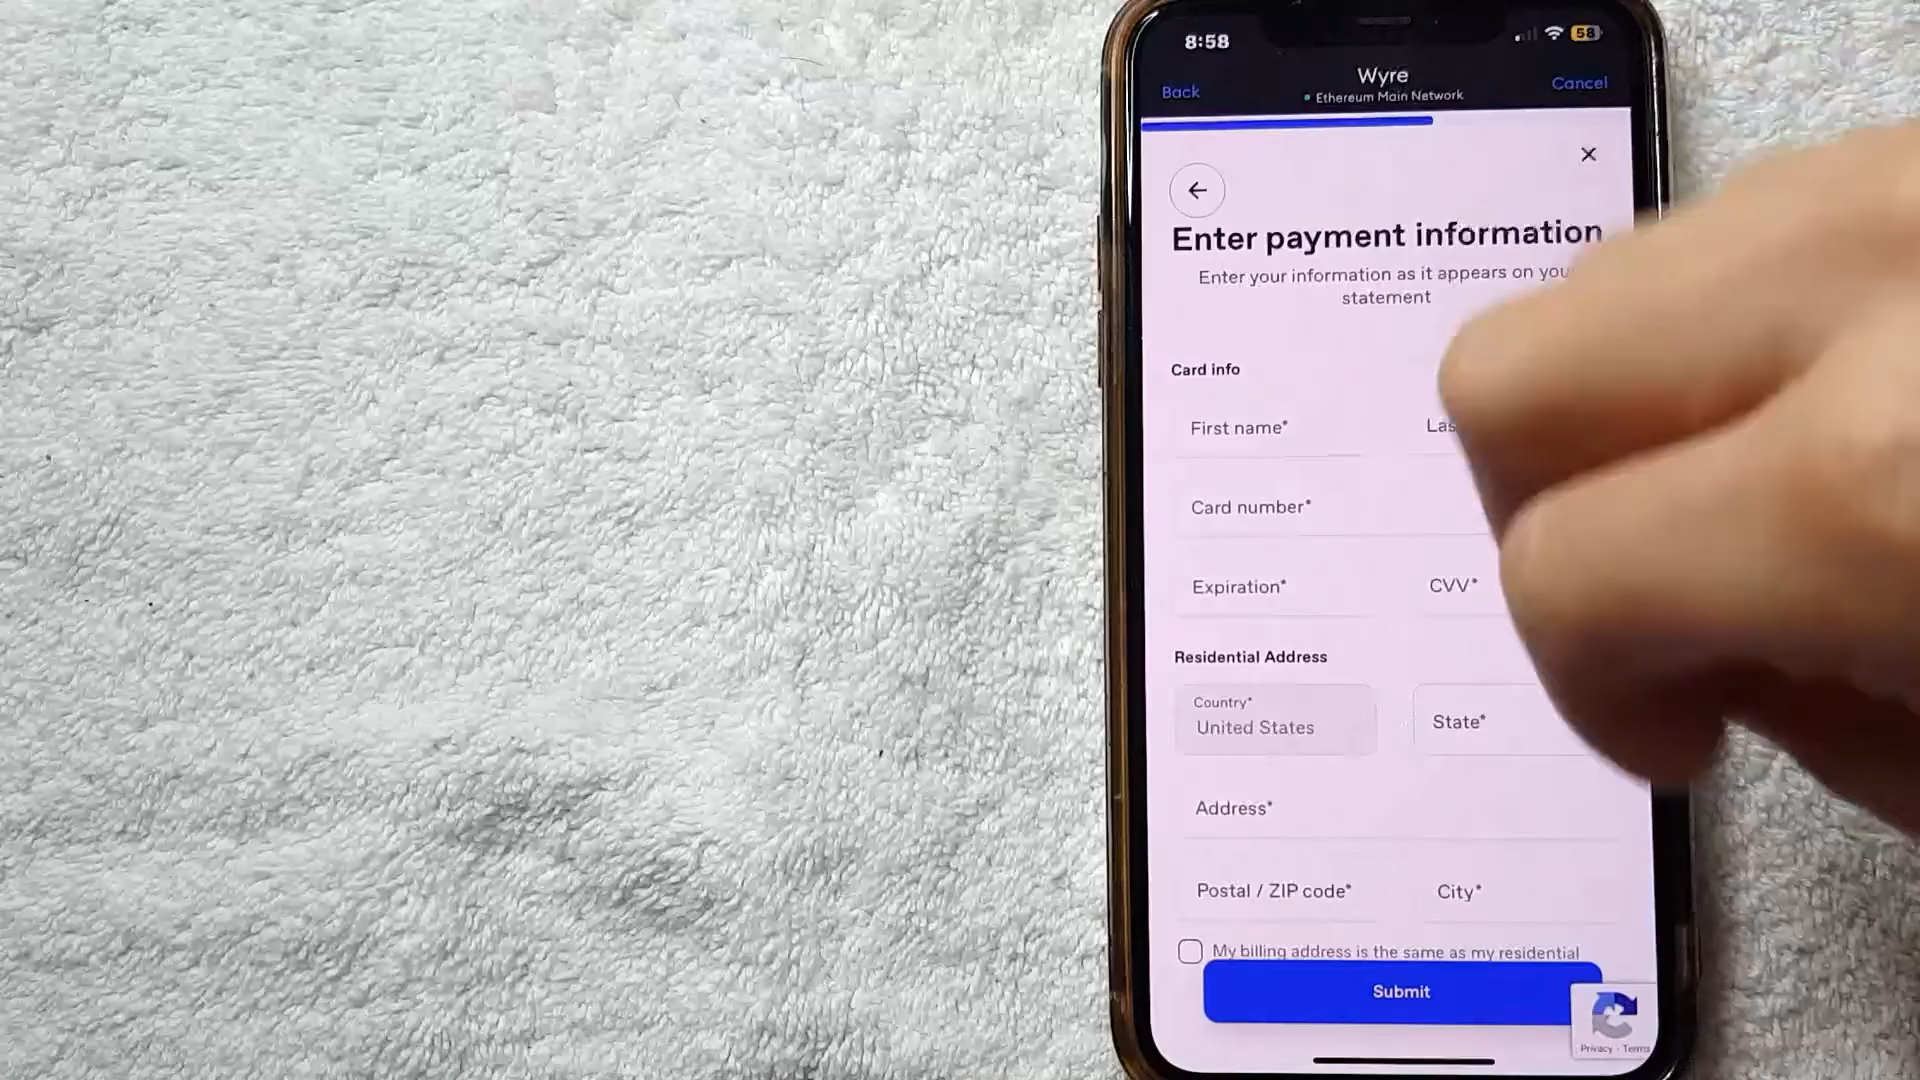 8:58
58
Wyre
Back
Cancel
Ethereum Main Network
Enter payment information
Enter your information as it appears on
statement
Card info
First name*
Card number*
Expiration*
CVV*
Residential Address
Country*
United States
State*
Address*
Postal / ZIP code*
City*
My billing address is the same as my residential
Submit
Privacy - Terms